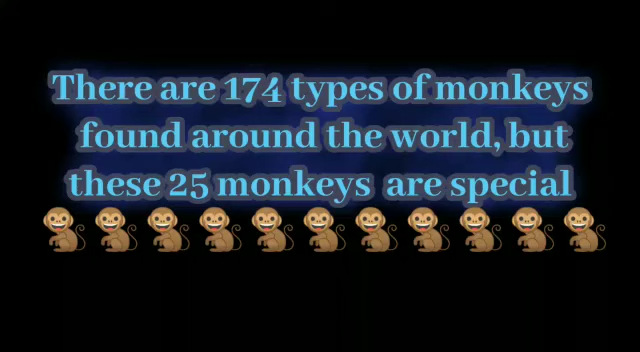 There are 174 types of monkeys
found around the world, but
these 25 monkeys are special
🐒🐒🐒🐒🐒🐒🐒🐒🐒🐒🐒